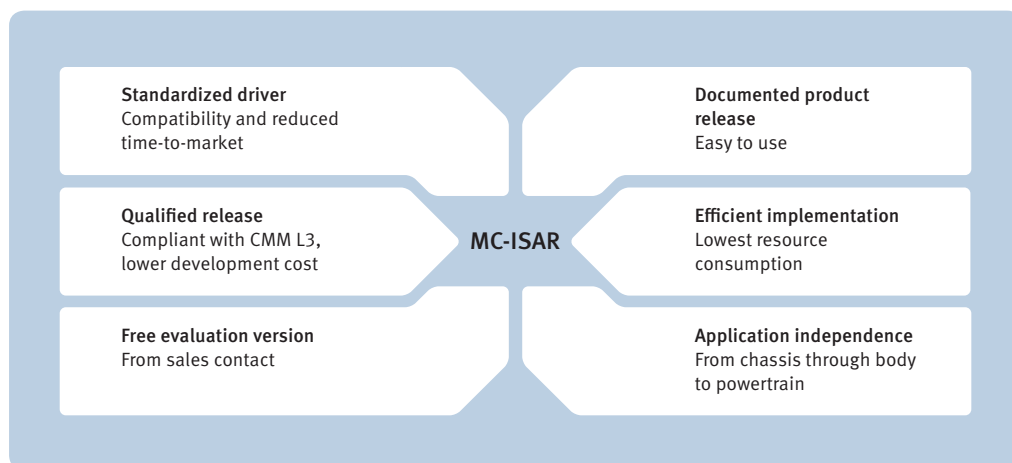 Standardized driver
Compatibility and reduced
time-to-market
Qualified release
Compliant with CMM L3,
lower development cost
Free evaluation version
From sales contact
MC-ISAR
Documented product
release
Easy to use
Efficient implementation
Lowest resource
consumption
Application independence
From chassis through body
to powertrain